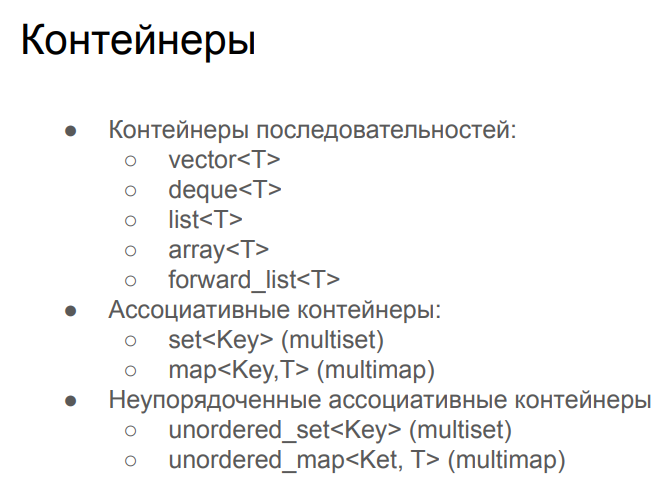 Контейнеры
● Контейнеры последовательностей:
○ vector<T>
○ deque<T>
○ list<T>
○ array<T>
○ forward_list<T>
● Ассоциативные контейнеры:
○ set<Key> (multiset)
○ map<Key,T> (multimap)
● Неупорядоченные ассоциативные контейнеры
○ unordered_set<Key> (multiset)
○ unordered_map<Ket, T> (multimap)